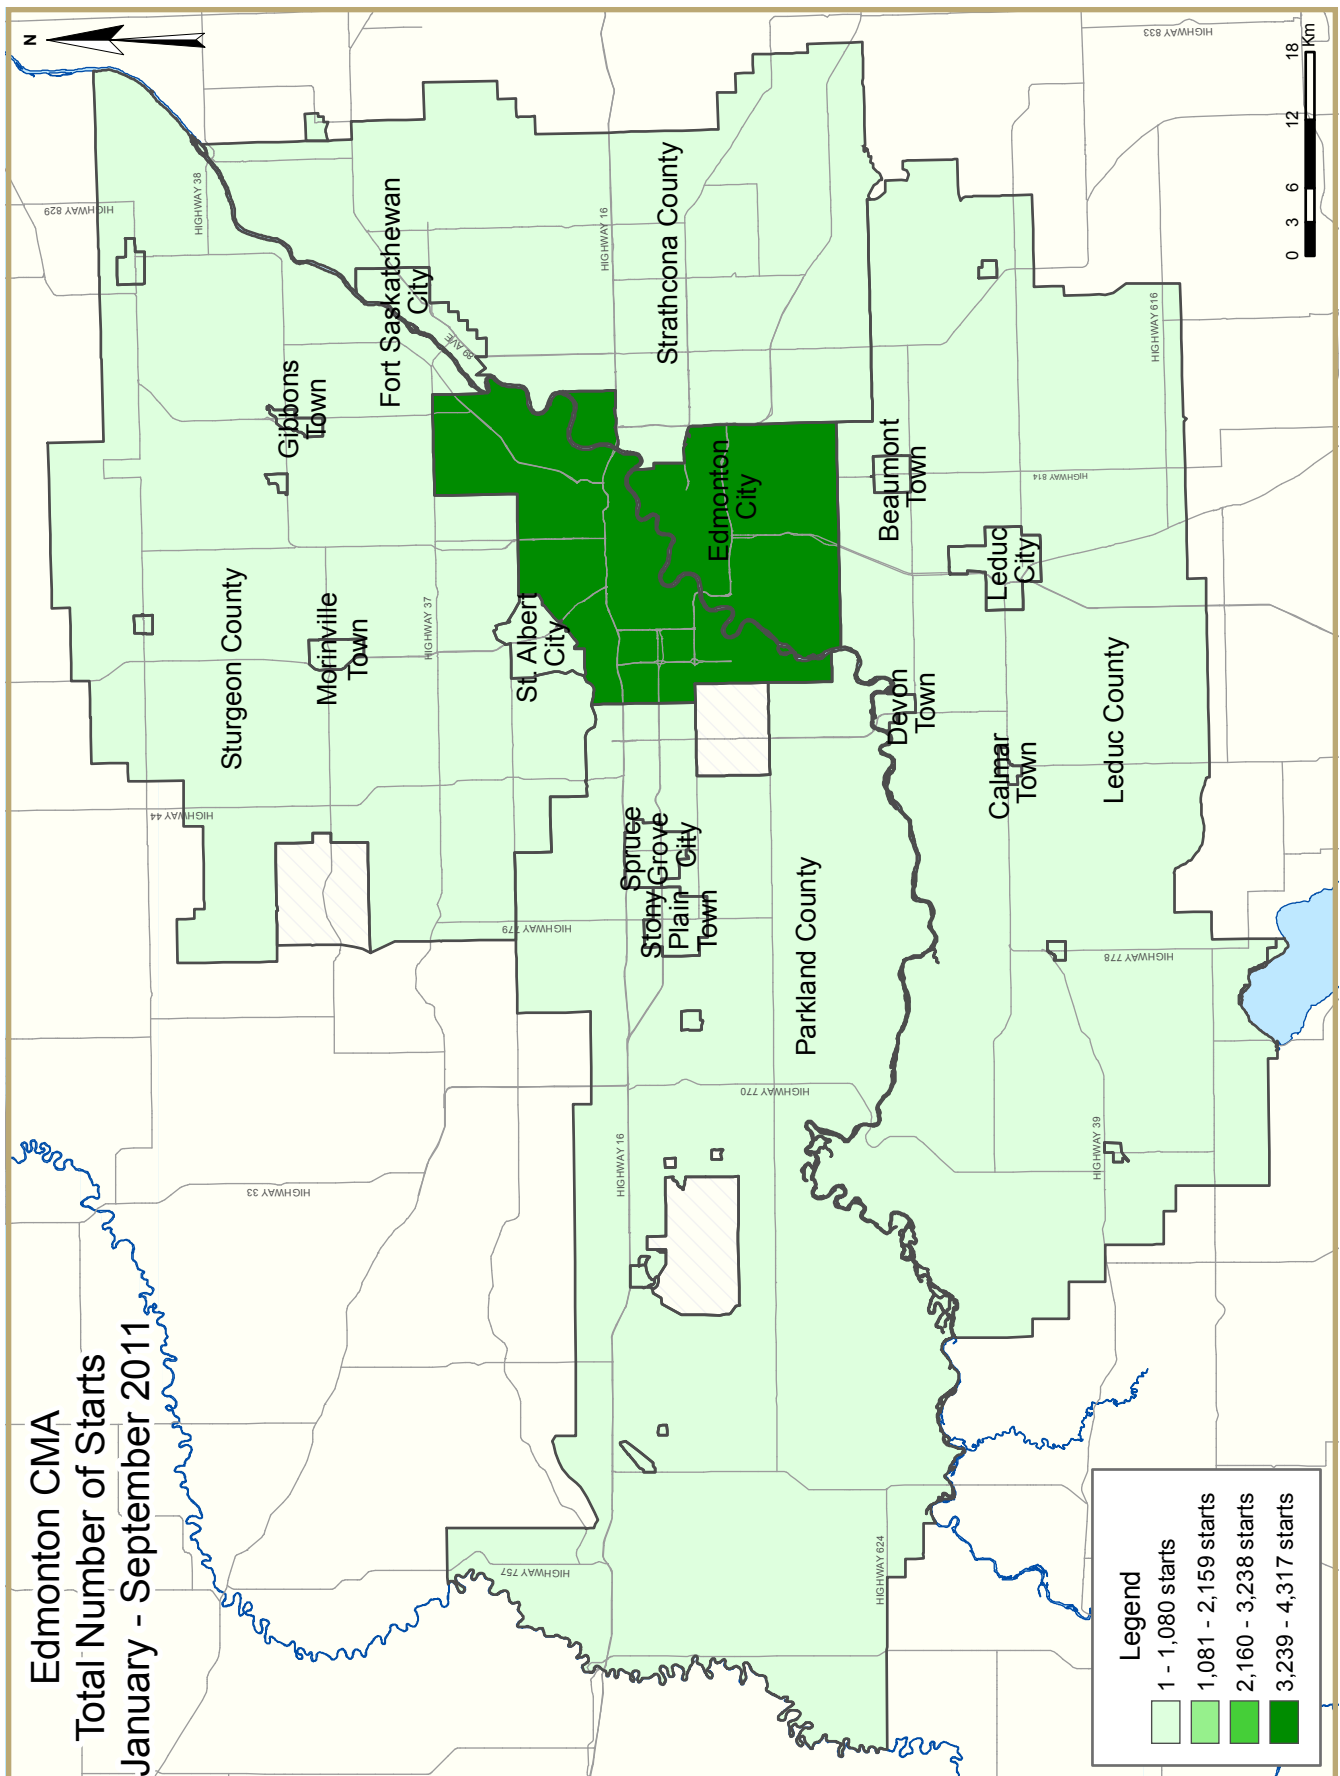 Edmonton CMA
Total Number of Starts
January - September 2011
N
HIGHWAY 829
HIGHWAY 38
HIGHWAY 833
Gibbons
Town
Fort Saskatchewan
City
89 AVE
HIGHWAY 16
Strathcona County
Sturgeon County
Morinville
Town
HIGHWAY 37
HIGHWAY 44
St. Albert
City
Edmonton
City
Beaumont
Town
HIGHWAY 814
HIGHWAY 616
Leduc
City
Devon
Town
Calmar
Town
Leduc County
Spruce
Grove
City
Stony
Plain
Town
HIGHWAY 779
Parkland County
HIGHWAY 778
HIGHWAY 770
HIGHWAY 16
HIGHWAY 39
HIGHWAY 33
HIGHWAY 757
HIGHWAY 624
Legend
1 - 1,080 starts
1,081 - 2,159 starts
2,160 - 3,238 starts
3,239 - 4,317 starts
0 3 6 12 18
Km